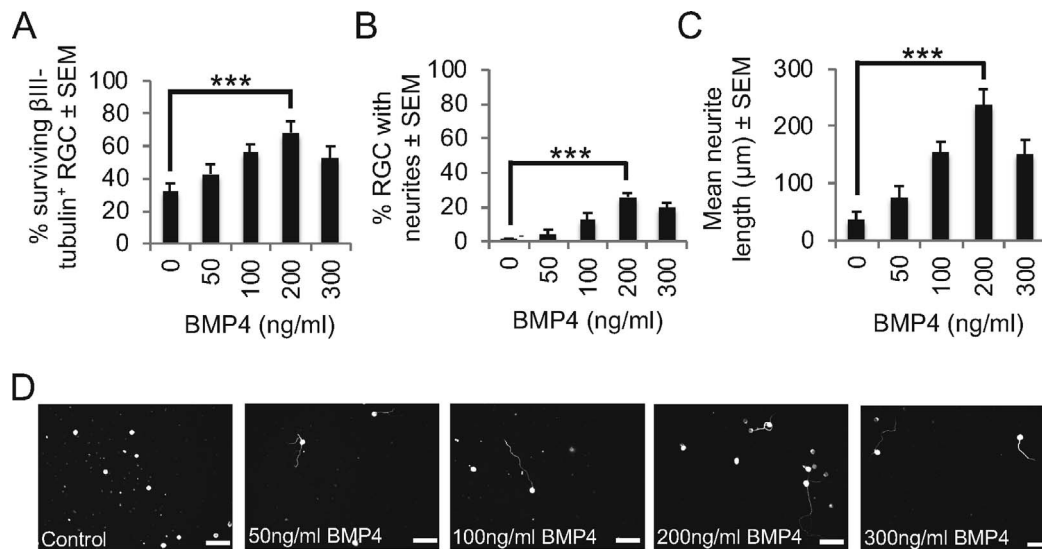 A
% surviving βIII-
tubulin⁺ RGC ± SEM
100
80
60
40
20
0
***
0
50
100
200
300
BMP4 (ng/ml)
B
% RGC with
neurites ± SEM
100
80
60
40
20
0
***
0
50
100
200
300
BMP4 (ng/ml)
C
Mean neurite
length (μm) ± SEM
300
200
100
0
***
0
50
100
200
300
BMP4 (ng/ml)
D
Control
50ng/ml BMP4
100ng/ml BMP4
200ng/ml BMP4
300ng/ml BMP4